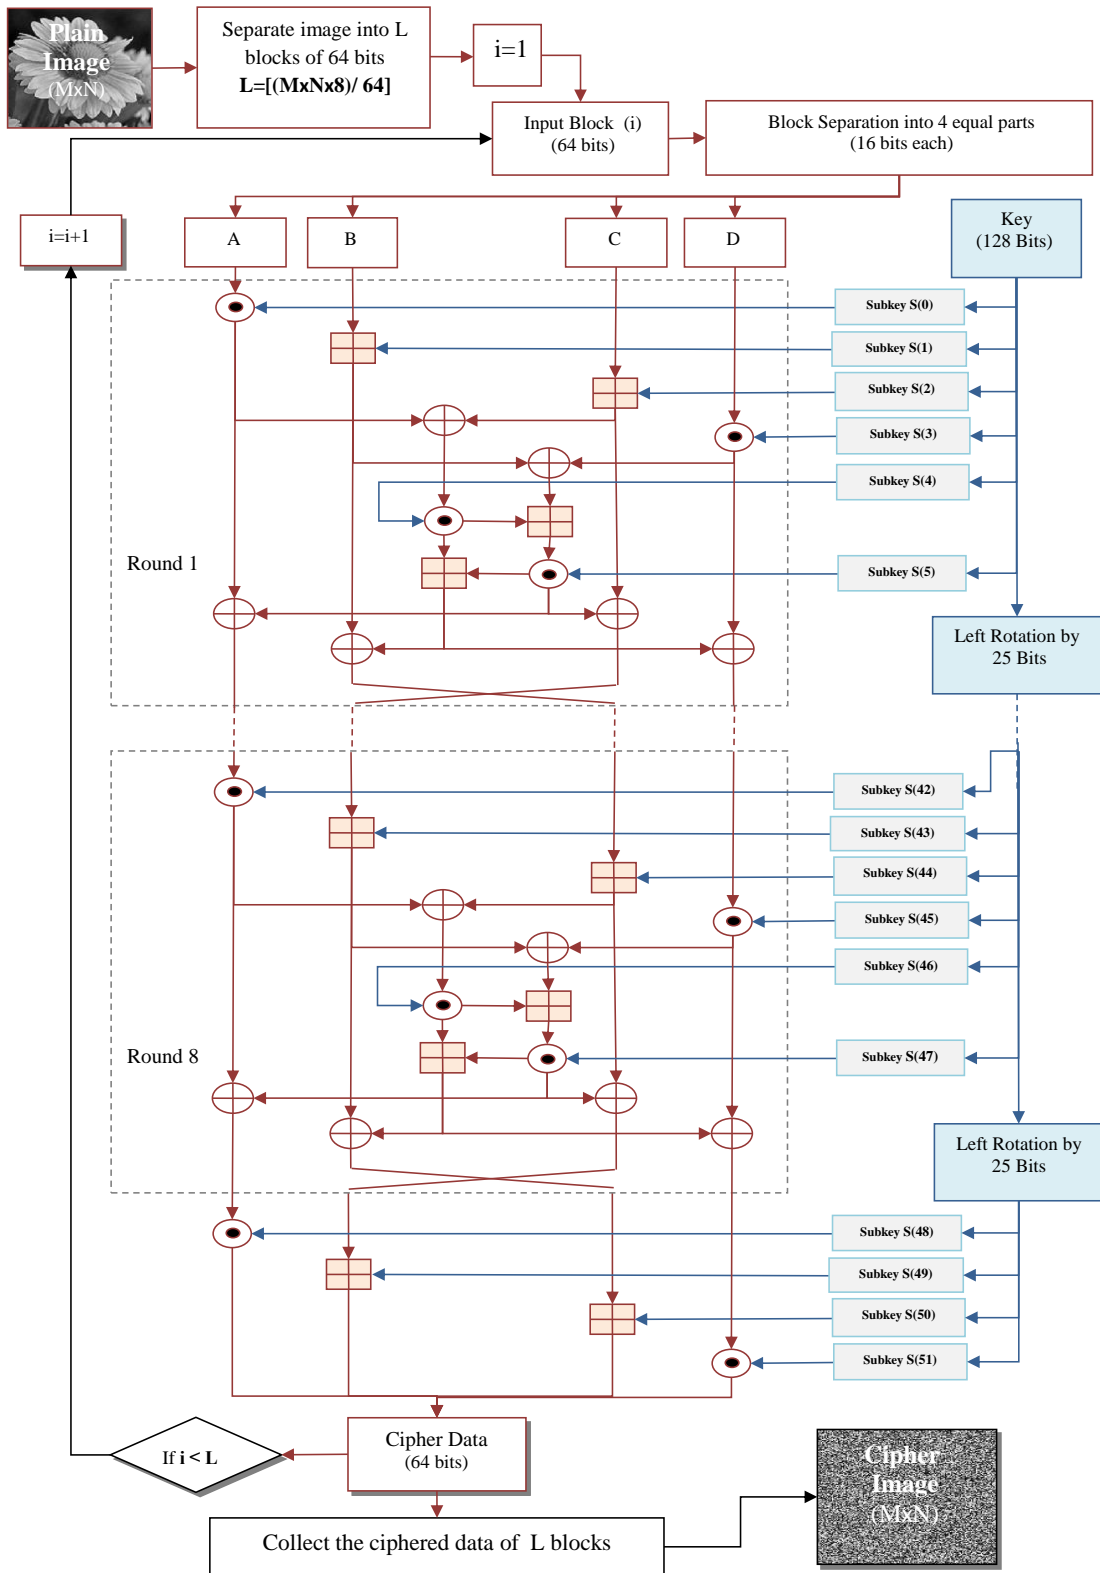 Plain
Image
(MxN)
Separate image into L
blocks of 64 bits
L=[(MxNx8)/ 64]
i=1
Input Block (i)
(64 bits)
Block Separation into 4 equal parts
(16 bits each)
i=i+1
A
B
C
D
Key
(128 Bits)
Subkey S(0)
Subkey S(1)
Subkey S(2)
Subkey S(3)
Subkey S(4)
Round 1
Subkey S(5)
Left Rotation by
25 Bits
Subkey S(42)
Subkey S(43)
Subkey S(44)
Subkey S(45)
Subkey S(46)
Round 8
Subkey S(47)
Left Rotation by
25 Bits
Subkey S(48)
Subkey S(49)
Subkey S(50)
Subkey S(51)
If i < L
Cipher Data
(64 bits)
Cipher
Image
(MxN)
Collect the ciphered data of L blocks